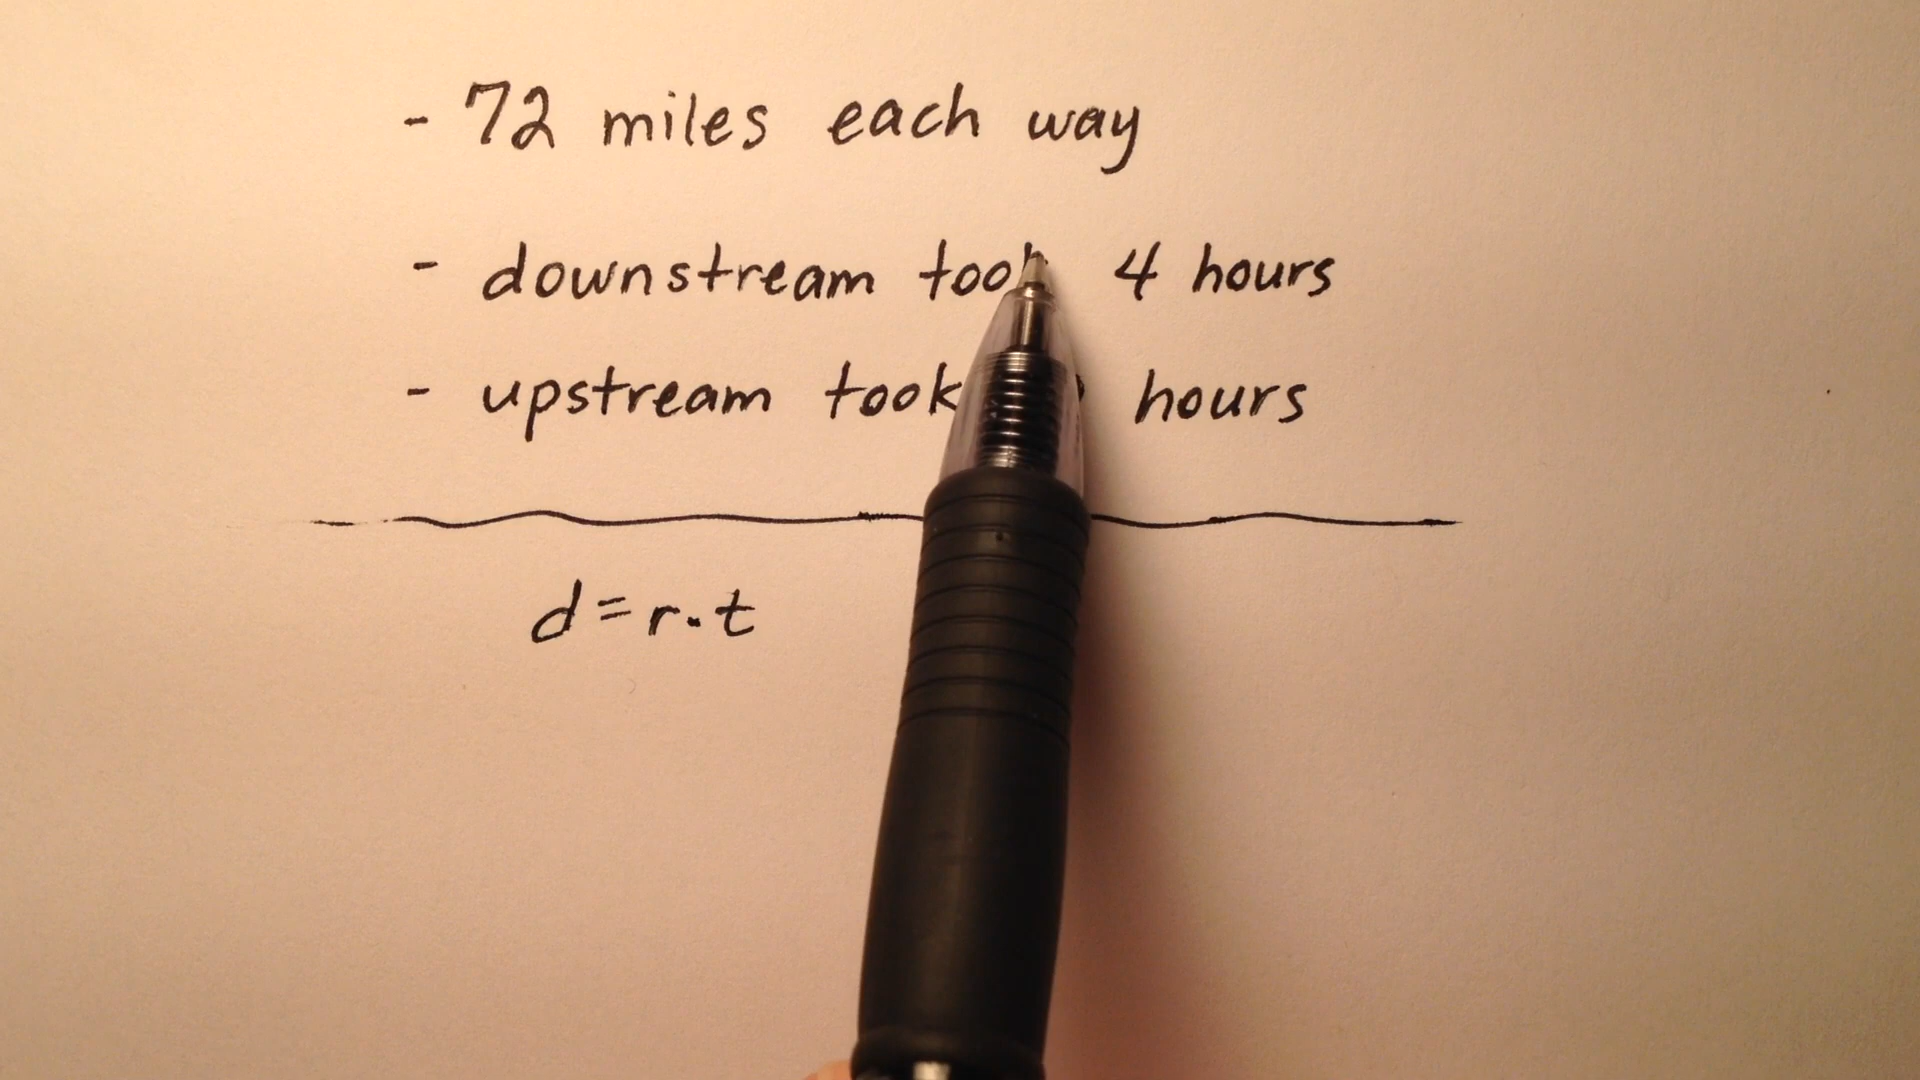 - 72 miles each way
- downstream took 4 hours
- upstream took hours
d = r . t